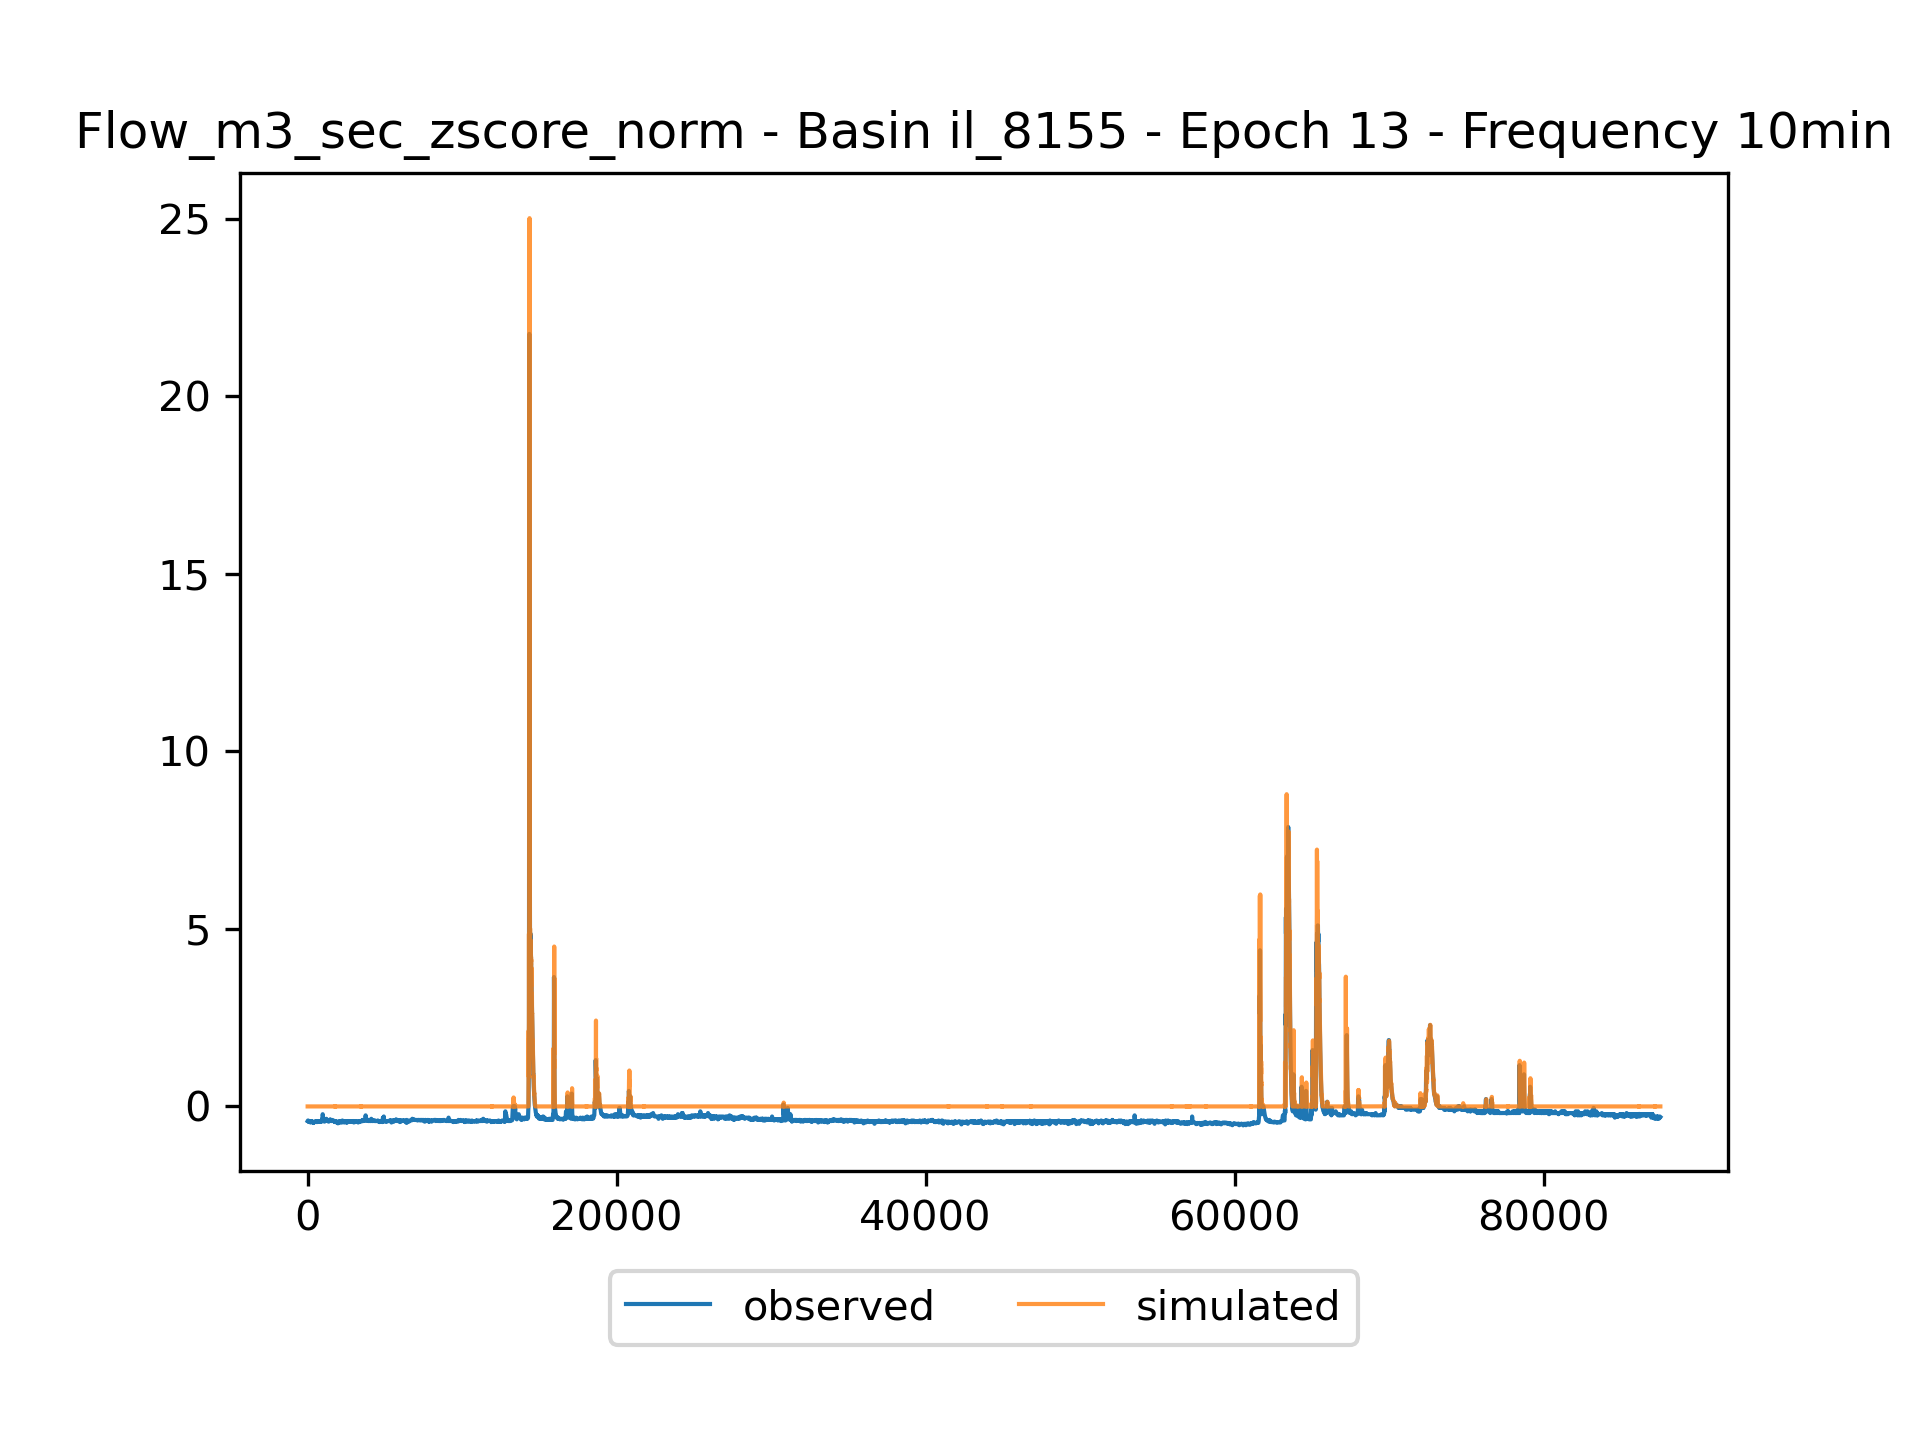 Flow_m3_sec_zscore_norm - Basin il_8155 - Epoch 13 - Frequency 10min
25
20
15
10
5
0
0 20000 40000 60000 80000
observed simulated